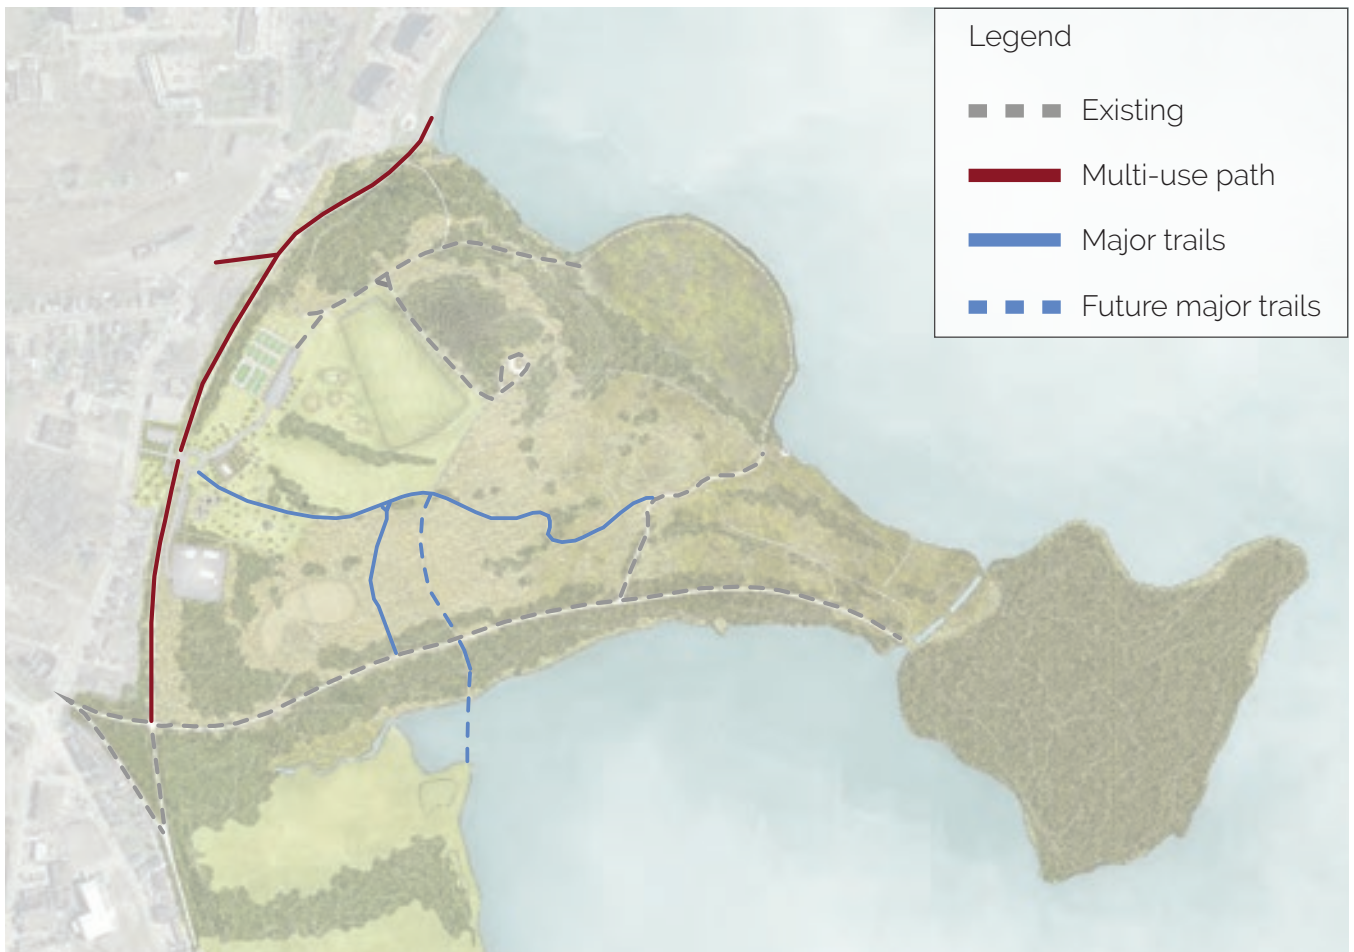 Legend
Existing
Multi-use path
Major trails
Future major trails